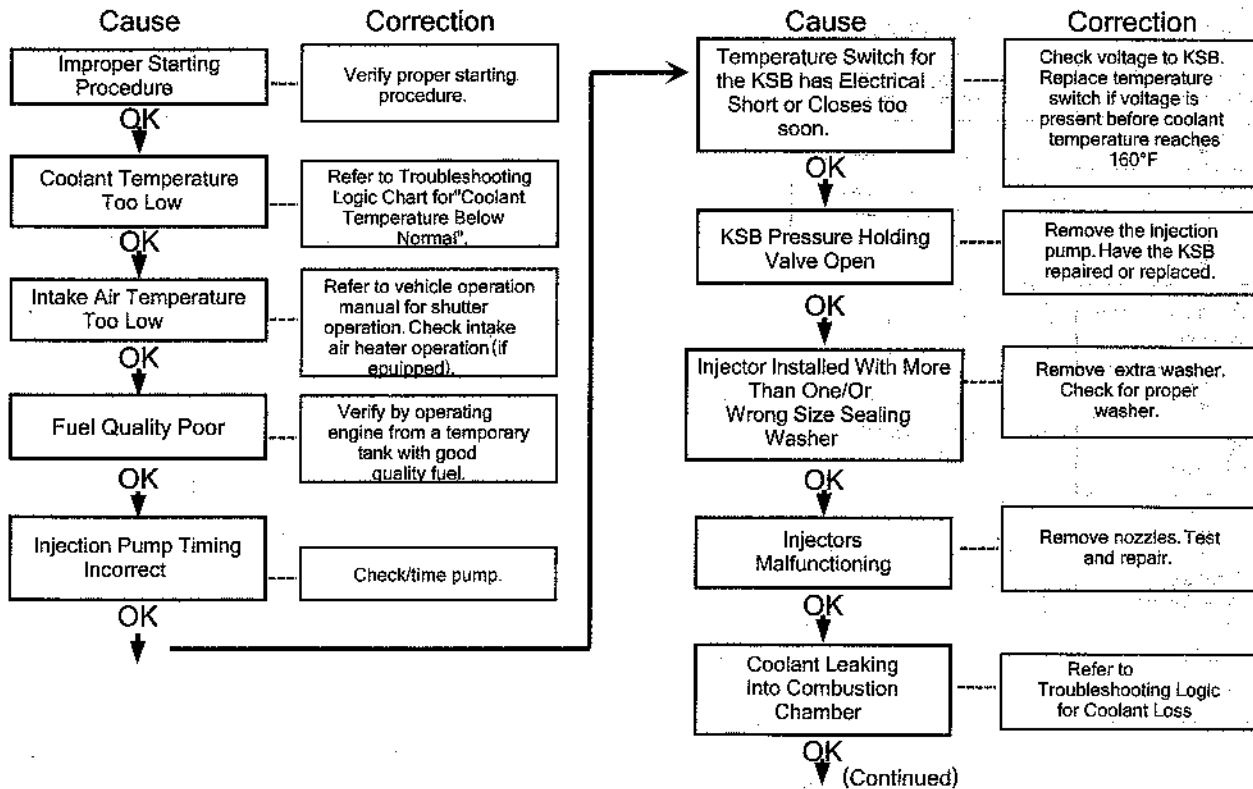 Cause
Correction
Improper Starting
Procedure
Verify proper starting
procedure.
OK
Coolant Temperature
Too Low
Refer to Troubleshooting
Logic Chart for"Coolant
Temperature Below
Normal".
OK
Intake Air Temperature
Too Low
Refer to vehicle operation
manual for shutter
operation. Check intake
air heater operation (if
equipped).
OK
Fuel Quality Poor
Verify by operating
engine from a temporary
tank with good
quality fuel.
OK
Injection Pump Timing
Incorrect
Check/time pump.
OK
Cause
Correction
Temperature Switch for
the KSB has Electrical
Short or Closes too
soon.
Check voltage to KSB.
Replace temperature
switch if voltage is
present before coolant
temperature reaches
160°F
OK
KSB Pressure Holding
Valve Open
Remove the injection
pump. Have the KSB
repaired or replaced.
OK
Injector Installed With More
Than One/Or
Wrong Size Sealing
Washer
Remove extra washer.
Check for proper
washer.
OK
Injectors
Malfunctioning
Remove nozzles. Test
and repair.
OK
Coolant Leaking
into Combustion
Chamber
Refer to
Troubleshooting Logic
for Coolant Loss
OK
(Continued)